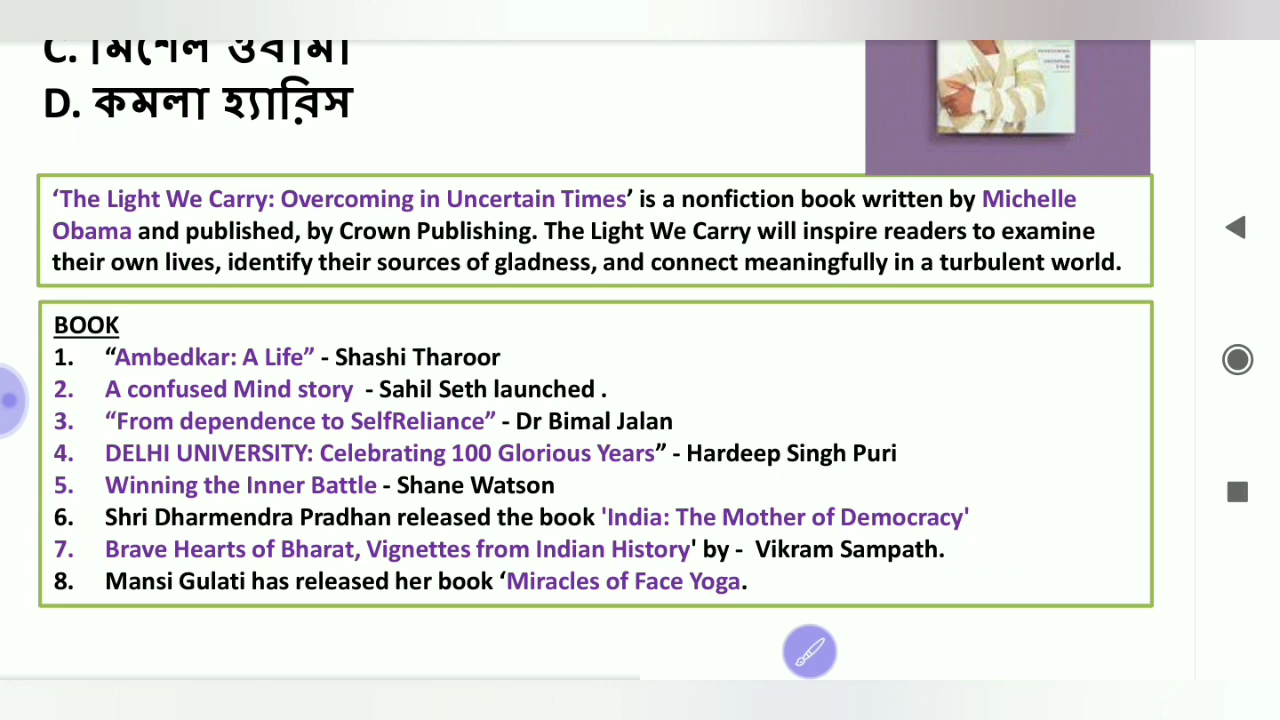 C. মিশেল ওবামা
D. কমলা হ্যারিস
‘The Light We Carry: Overcoming in Uncertain Times’ is a nonfiction book written by Michelle
Obama and published, by Crown Publishing. The Light We Carry will inspire readers to examine
their own lives, identify their sources of gladness, and connect meaningfully in a turbulent world.
BOOK
1. “Ambedkar: A Life” - Shashi Tharoor
2. A confused Mind story - Sahil Seth launched .
3. “From dependence to SelfReliance” - Dr Bimal Jalan
4. DELHI UNIVERSITY: Celebrating 100 Glorious Years” - Hardeep Singh Puri
5. Winning the Inner Battle - Shane Watson
6. Shri Dharmendra Pradhan released the book 'India: The Mother of Democracy'
7. Brave Hearts of Bharat, Vignettes from Indian History' by - Vikram Sampath.
8. Mansi Gulati has released her book ‘Miracles of Face Yoga.